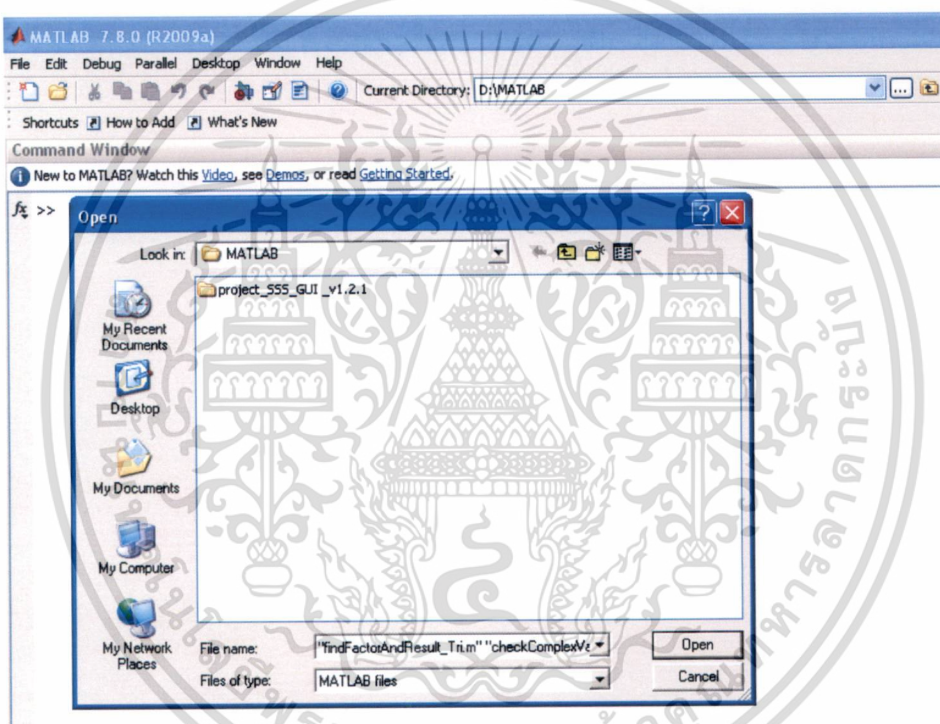 MATLAB 7.8.0 (R2009a)
File Edit Debug Parallel Desktop Window Help
Current Directory: D:\MATLAB
Shortcuts How to Add What's New
Command Window
New to MATLAB? Watch this Video, see Demos, or read Getting Started.
fx >>
Open
Look in: MATLAB
project_SSS_GUI _v1.2.1
My Recent
Documents
Desktop
My Documents
My Computer
My Network
Places
File name: "findFactorAndResult_Tri.m" "checkComplexVa
Open
Files of type: MATLAB files
Cancel